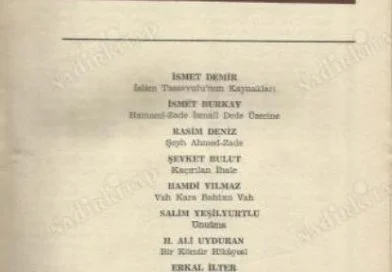 İSMET DEMİR
İslâm Tasavvufu'nun Kaynakları
İSMET BURKAY
Hammamî-Zade İsmail Dede Üzerine
RASİM DENİZ
Şeyh Ahmed-Zade
ŞEVKET BULUT
Kaçırılan İhale
HAMDİ YILMAZ
Vah Kara Bahtım Vah
SALİM YEŞİLYURTLU
Unutma
H. ALİ UYDURAN
Bir Kömür Hikâyesi
ERKAL İLTER
sadirkitap